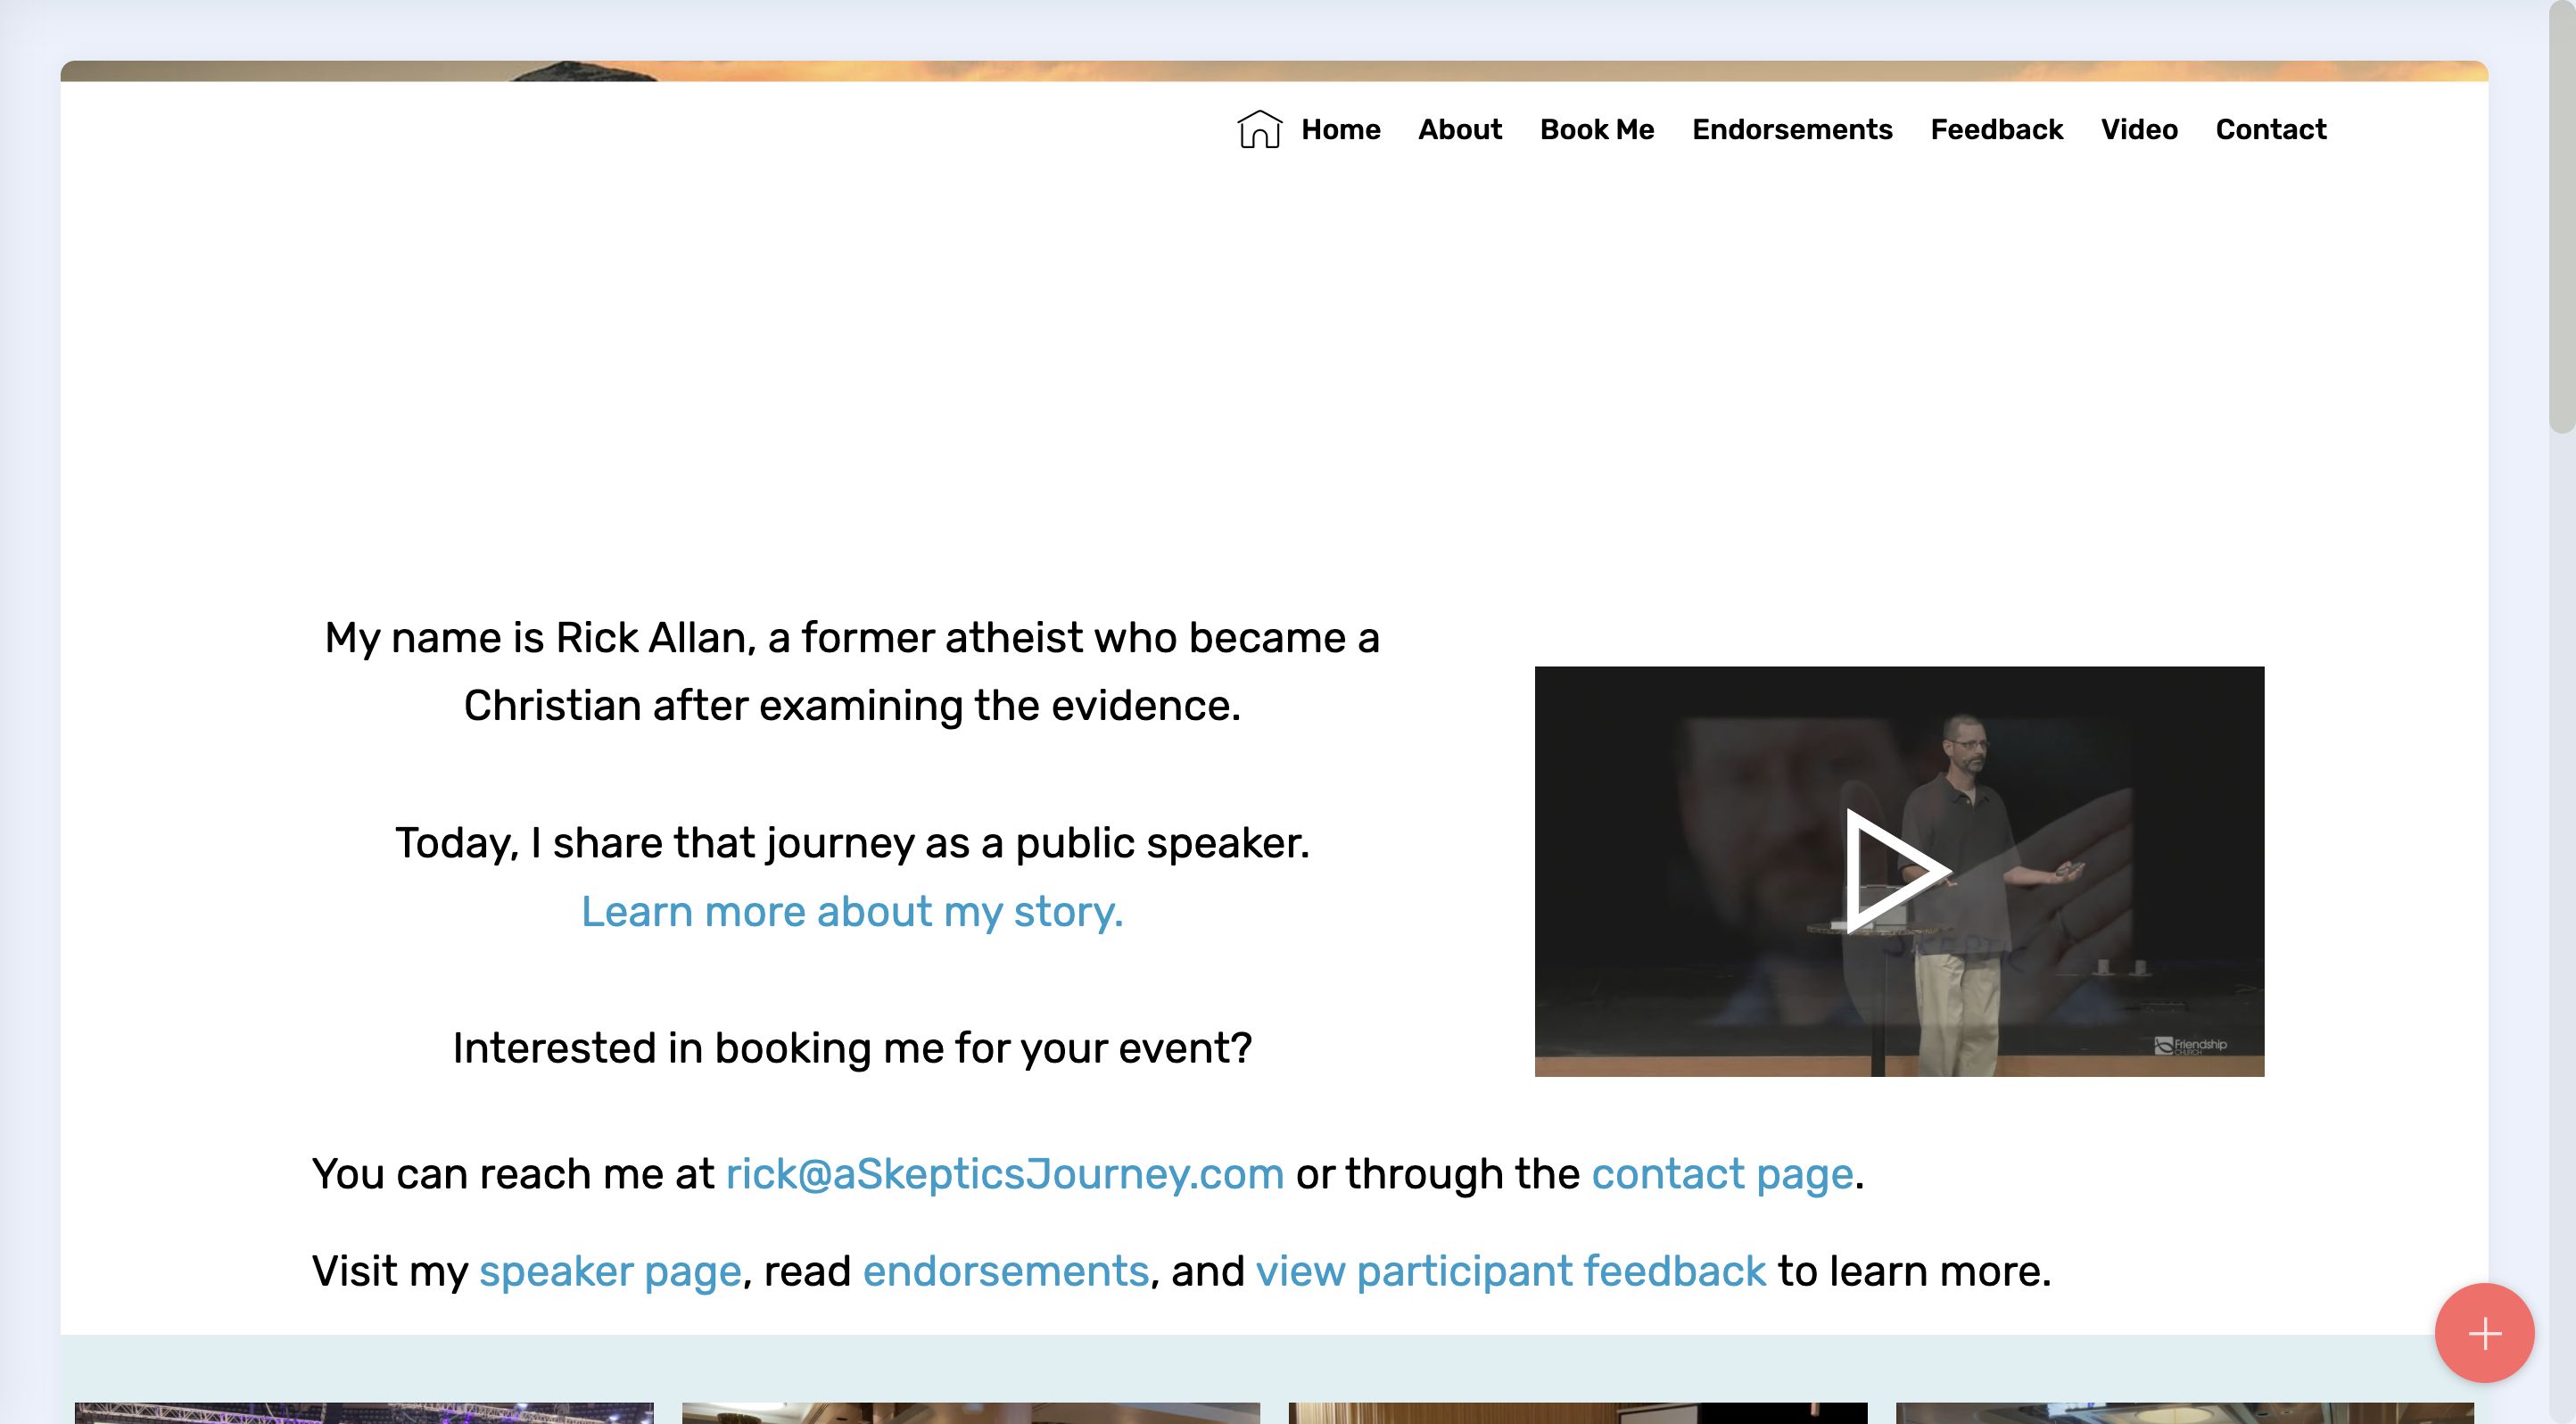 Home About Book Me Endorsements Feedback Video Contact
My name is Rick Allan, a former atheist who became a
Christian after examining the evidence.
Today, I share that journey as a public speaker.
Learn more about my story.
Interested in booking me for your event?
Friendship
CHURCH
You can reach me at rick@aSkepticsJourney.com or through the contact page.
Visit my speaker page, read endorsements, and view participant feedback to learn more.